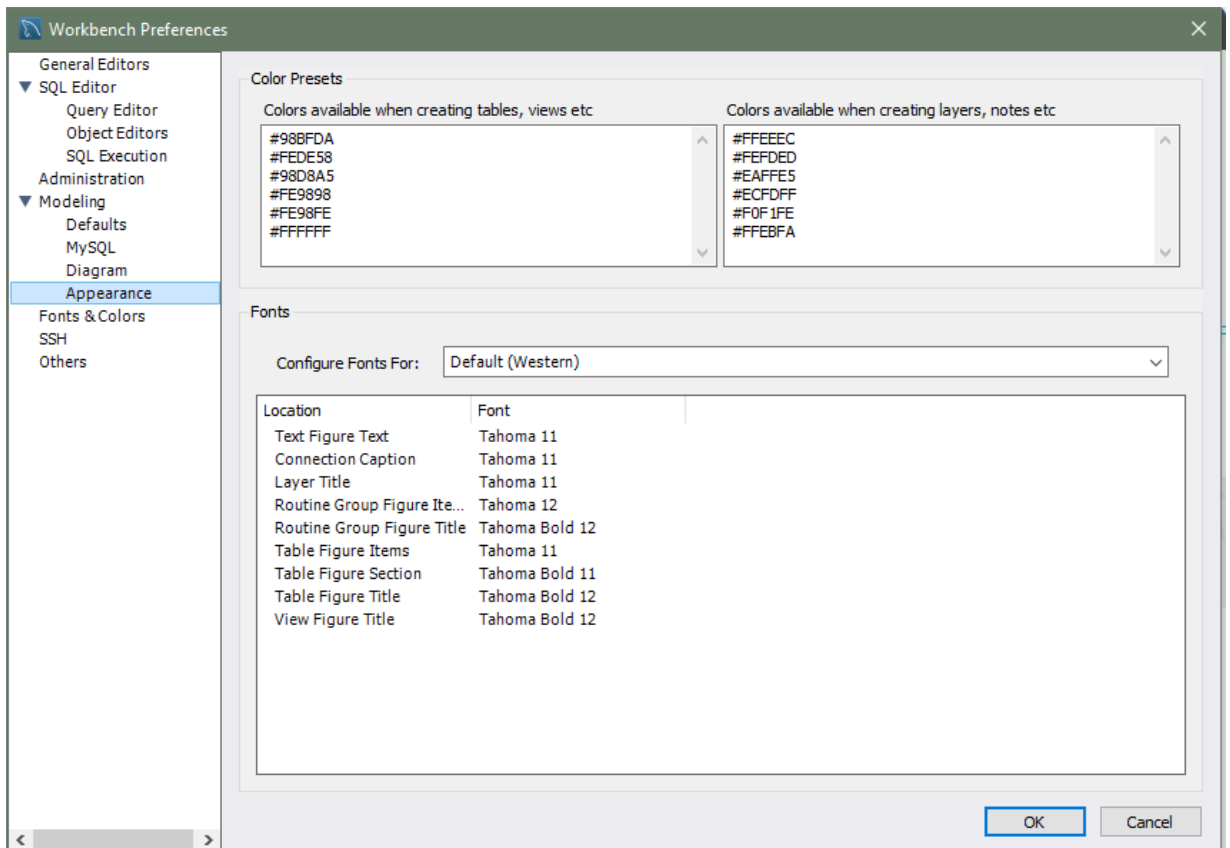 Workbench Preferences
General Editors
SQL Editor
Query Editor
Object Editors
SQL Execution
Administration
Modeling
Defaults
MySQL
Diagram
Appearance
Fonts & Colors
SSH
Others
Color Presets
Colors available when creating tables, views etc
#98BFDA
#FEDE58
#98D8A5
#FE9898
#FE98FE
#FFFFFF
Colors available when creating layers, notes etc
#FFEEEC
#FEFDED
#EAFFE5
#ECFDFF
#F0F1FE
#FFEBFA
Fonts
Configure Fonts For: Default (Western)
Location Font
Text Figure Text Tahoma 11
Connection Caption Tahoma 11
Layer Title Tahoma 11
Routine Group Figure Ite... Tahoma 12
Routine Group Figure Title Tahoma Bold 12
Table Figure Items Tahoma 11
Table Figure Section Tahoma Bold 11
Table Figure Title Tahoma Bold 12
View Figure Title Tahoma Bold 12
OK Cancel